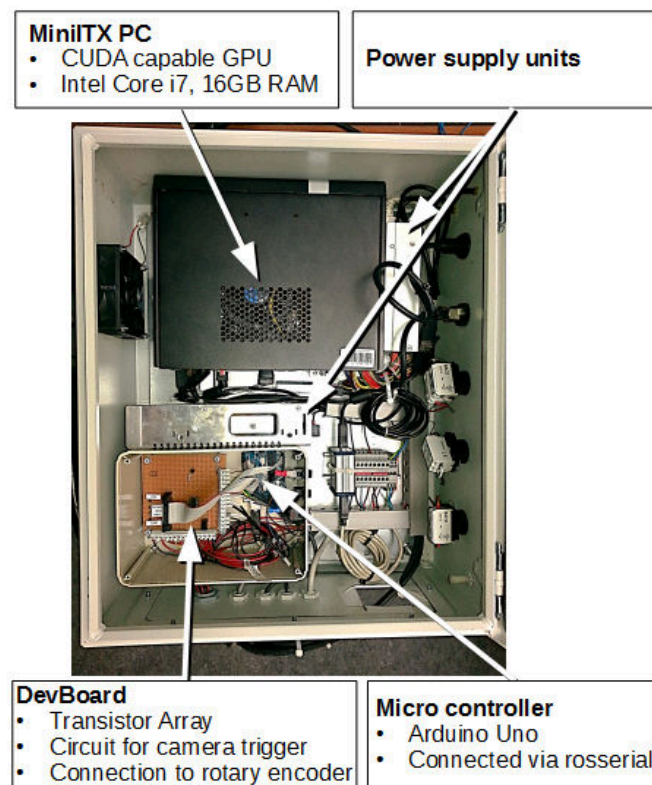 MiniITX PC
• CUDA capable GPU
• Intel Core i7, 16GB RAM
Power supply units
DevBoard
• Transistor Array
• Circuit for camera trigger
• Connection to rotary encoder
Micro controller
• Arduino Uno
• Connected via rosserial